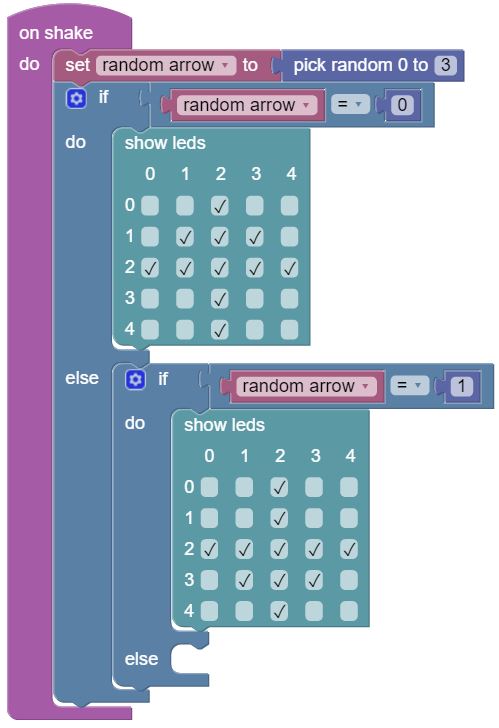 on shake
do set random arrow to pick random 0 to 3
if random arrow = 0
do show leds
0 1 2 3 4
0
1
2
3
4
else if random arrow = 1
do show leds
0 1 2 3 4
0
1
2
3
4
else